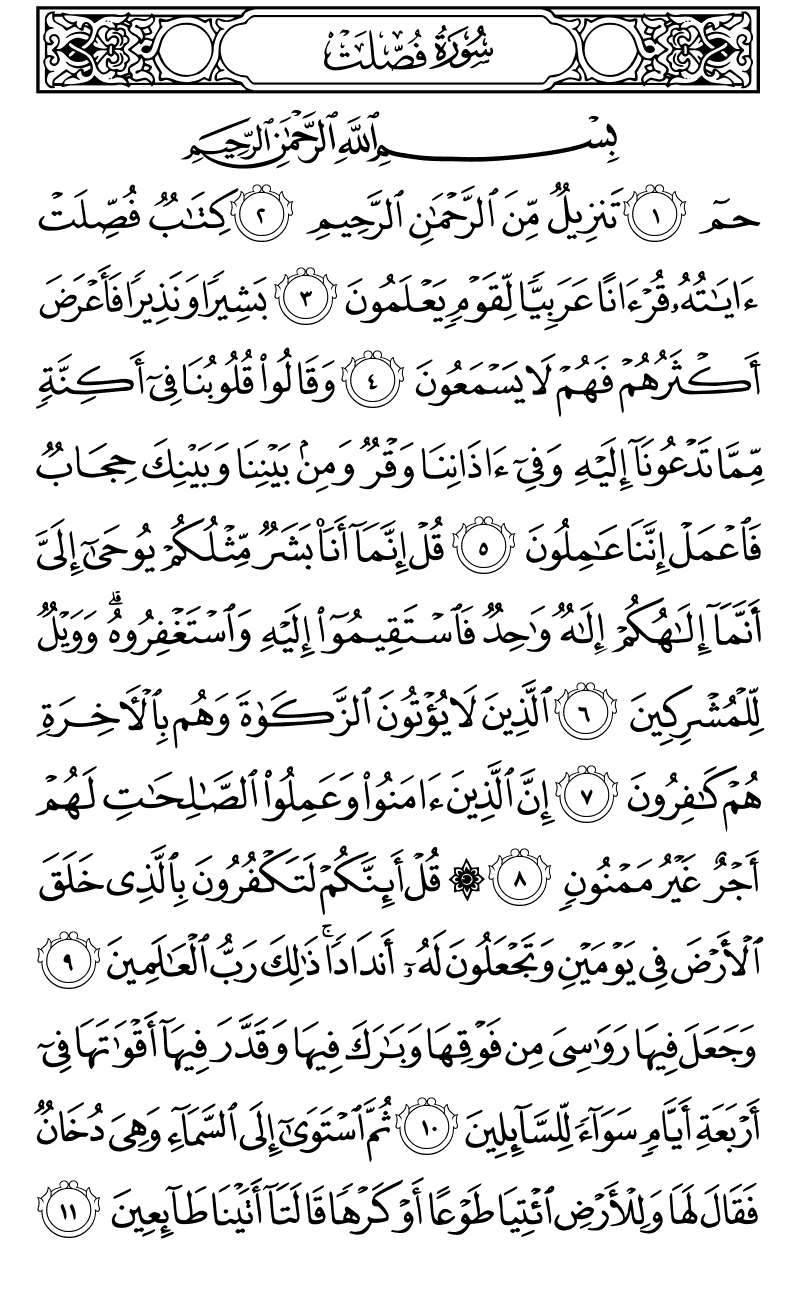 سُورَةُ فُصِّلَتْ
بِسْمِ ٱللَّهِ ٱلرَّحْمَٰنِ ٱلرَّحِيمِ
حمٓ ١ تَنزِيلٌ مِّنَ ٱلرَّحْمَٰنِ ٱلرَّحِيمِ ٢ كِتَٰبٌ فُصِّلَتْ
ءَايَٰتُهُۥ قُرْءَانًا عَرَبِيًّا لِّقَوْمٍ يَعْلَمُونَ ٣ بَشِيرًا وَنَذِيرًا فَأَعْرَضَ
أَكْثَرُهُمْ فَهُمْ لَا يَسْمَعُونَ ٤ وَقَالُوا۟ قُلُوبُنَا فِىٓ أَكِنَّةٍ
مِّمَّا تَدْعُونَآ إِلَيْهِ وَفِىٓ ءَاذَانِنَا وَقْرٌ وَمِنۢ بَيْنِنَا وَبَيْنِكَ حِجَابٌ
فَٱعْمَلْ إِنَّنَا عَٰمِلُونَ ٥ قُلْ إِنَّمَآ أَنَا۠ بَشَرٌ مِّثْلُكُمْ يُوحَىٰٓ إِلَىَّ
أَنَّمَآ إِلَٰهُكُمْ إِلَٰهٌ وَٰحِدٌ فَٱسْتَقِيمُوٓا۟ إِلَيْهِ وَٱسْتَغْفِرُوهُ ۗ وَوَيْلٌ
لِّلْمُشْرِكِينَ ٦ ٱلَّذِينَ لَا يُؤْتُونَ ٱلزَّكَوٰةَ وَهُم بِٱلْءَاخِرَةِ
هُمْ كَٰفِرُونَ ٧ إِنَّ ٱلَّذِينَ ءَامَنُوا۟ وَعَمِلُوا۟ ٱلصَّٰلِحَٰتِ لَهُمْ
أَجْرٌ غَيْرُ مَمْنُونٍ ٨ ۞ قُلْ أَئِنَّكُمْ لَتَكْفُرُونَ بِٱلَّذِى خَلَقَ
ٱلْأَرْضَ فِى يَوْمَيْنِ وَتَجْعَلُونَ لَهُۥٓ أَندَادًا ۚ ذَٰلِكَ رَبُّ ٱلْعَٰلَمِينَ ٩
وَجَعَلَ فِيهَا رَوَٰسِىَ مِن فَوْقِهَا وَبَٰرَكَ فِيهَا وَقَدَّرَ فِيهَآ أَقْوَٰتَهَا فِىٓ
أَرْبَعَةِ أَيَّامٍ سَوَآءً لِّلسَّآئِلِينَ ١٠ ثُمَّ ٱسْتَوَىٰٓ إِلَى ٱلسَّمَآءِ وَهِىَ دُخَانٌ
فَقَالَ لَهَا وَلِلْأَرْضِ ٱئْتِيَا طَوْعًا أَوْ كَرْهًا قَالَتَآ أَتَيْنَا طَآئِعِينَ ١١